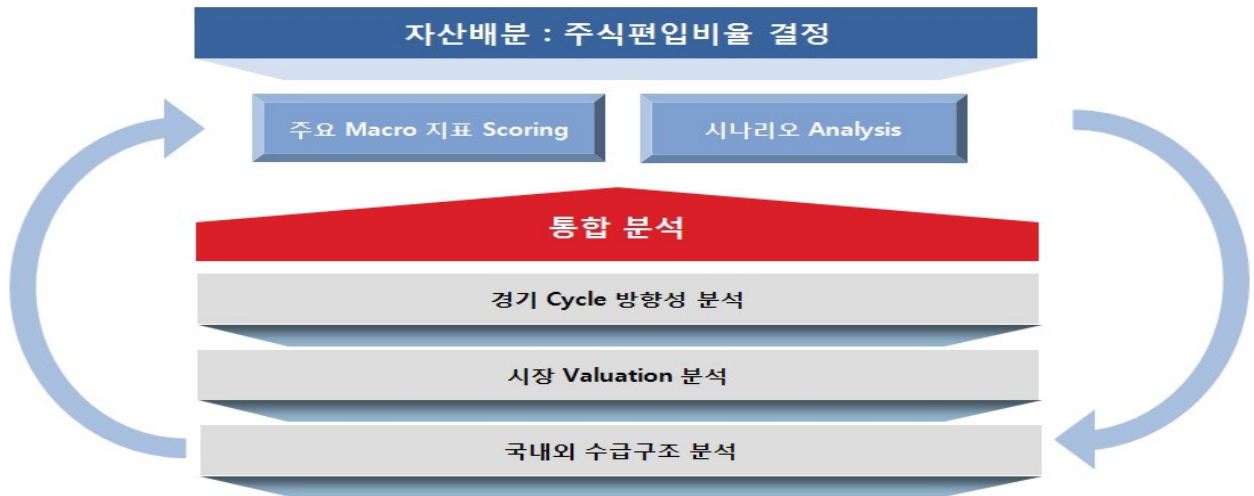 자산배분 : 주식편입비율 결정
주요 Macro 지표 Scoring
시나리오 Analysis
통합 분석
경기 Cycle 방향성 분석
시장 Valuation 분석
국내외 수급구조 분석